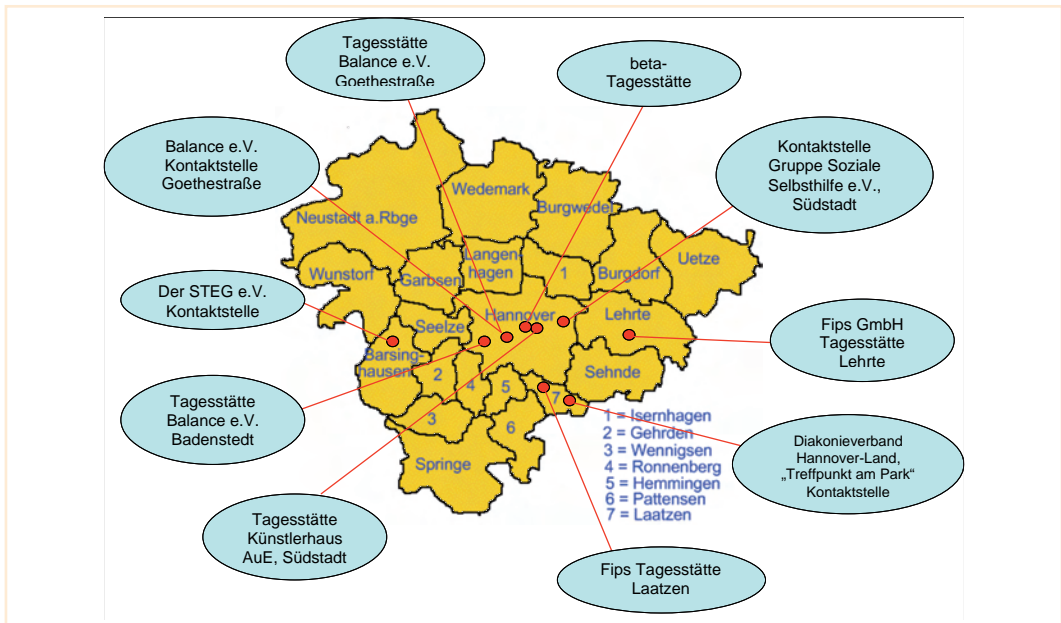 Tagesstätte
Balance e.V.
Goethestraße
beta-
Tagesstätte
Balance e.V.
Kontaktstelle
Goethestraße
Kontaktstelle
Gruppe Soziale
Selbsthilfe e.V.,
Südstadt
Wedemark
Burgwedel
Neustadt a.Rbge
Langen-
hagen
1
Burgdorf
Uetze
Wunstorf
Garbsen
Der STEG e.V.
Kontaktstelle
Hannover
Lehrte
Seelze
Fips GmbH
Tagesstätte
Lehrte
Barsing-
hausen
2
4
5
7
Sehnde
3
6
Springe
Tagesstätte
Balance e.V.
Badenstedt
1 = Isernhagen
2 = Gehrden
3 = Wennigsen
4 = Ronnenberg
5 = Hemmingen
6 = Pattensen
7 = Laatzen
Diakonieverband
Hannover-Land,
„Treffpunkt am Park“
Kontaktstelle
Tagesstätte
Künstlerhaus
AuE, Südstadt
Fips Tagesstätte
Laatzen